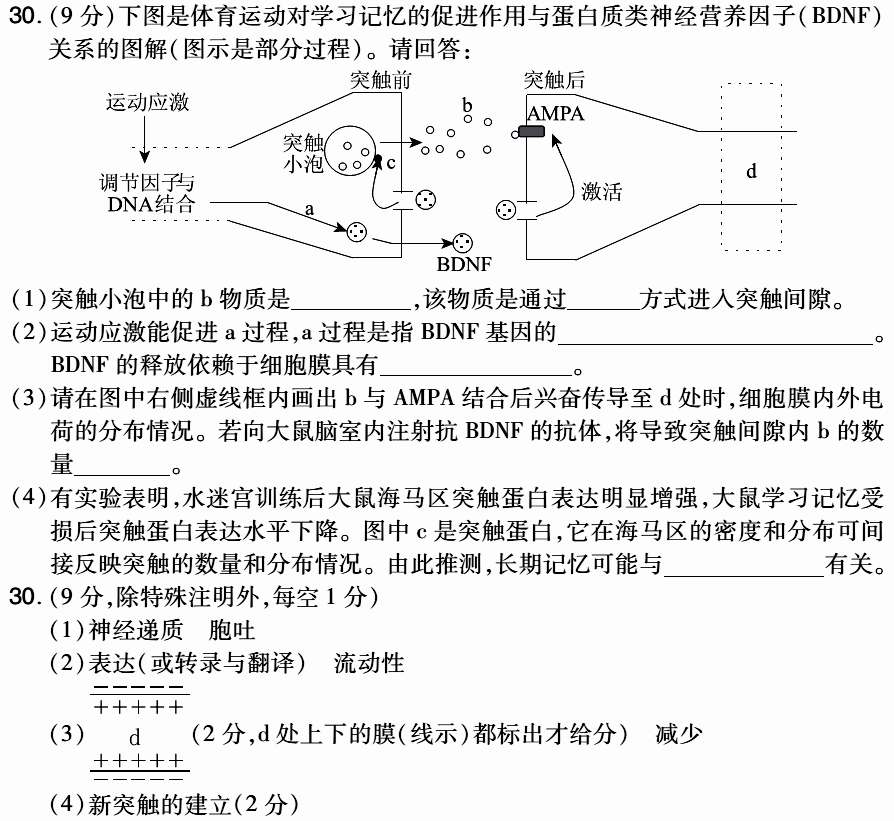 30.(9分)下图是体育运动对学习记忆的促进作用与蛋白质类神经营养因子(BDNF)
关系的图解(图示是部分过程)。请回答:
突触前
突触后
运动应激
b
AMPA
突触
小泡
c
d
调节因子与
DNA结合
a
激活
BDNF
(1)突触小泡中的b物质是__________,该物质是通过______方式进入突触间隙。
(2)运动应激能促进a过程,a过程是指BDNF基因的__________________________。
BDNF的释放依赖于细胞膜具有________________。
(3)请在图中右侧虚线框内画出b与AMPA结合后兴奋传导至d处时,细胞膜内外电
荷的分布情况。若向大鼠脑室内注射抗BDNF的抗体,将导致突触间隙内b的数
量________。
(4)有实验表明,水迷宫训练后大鼠海马区突触蛋白表达明显增强,大鼠学习记忆受
损后突触蛋白表达水平下降。图中c是突触蛋白,它在海马区的密度和分布可间
接反映突触的数量和分布情况。由此推测,长期记忆可能与_____________有关。
30.(9分,除特殊注明外,每空1分)
(1)神经递质 胞吐
(2)表达(或转录与翻译) 流动性
－－－－－
+++++
(3) d (2分,d处上下的膜(线示)都标出才给分) 减少
+++++
－－－－－
(4)新突触的建立(2分)